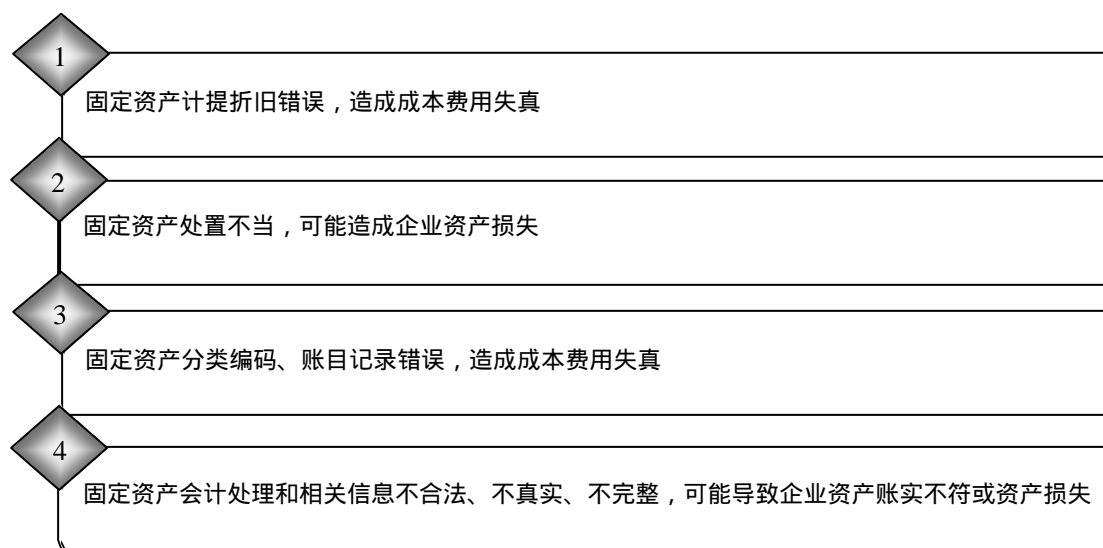 1
固定资产计提折旧错误，造成成本费用失真
2
固定资产处置不当，可能造成企业资产损失
3
固定资产分类编码、账目记录错误，造成成本费用失真
4
固定资产会计处理和相关信息不合法、不真实、不完整，可能导致企业资产账实不符或资产损失